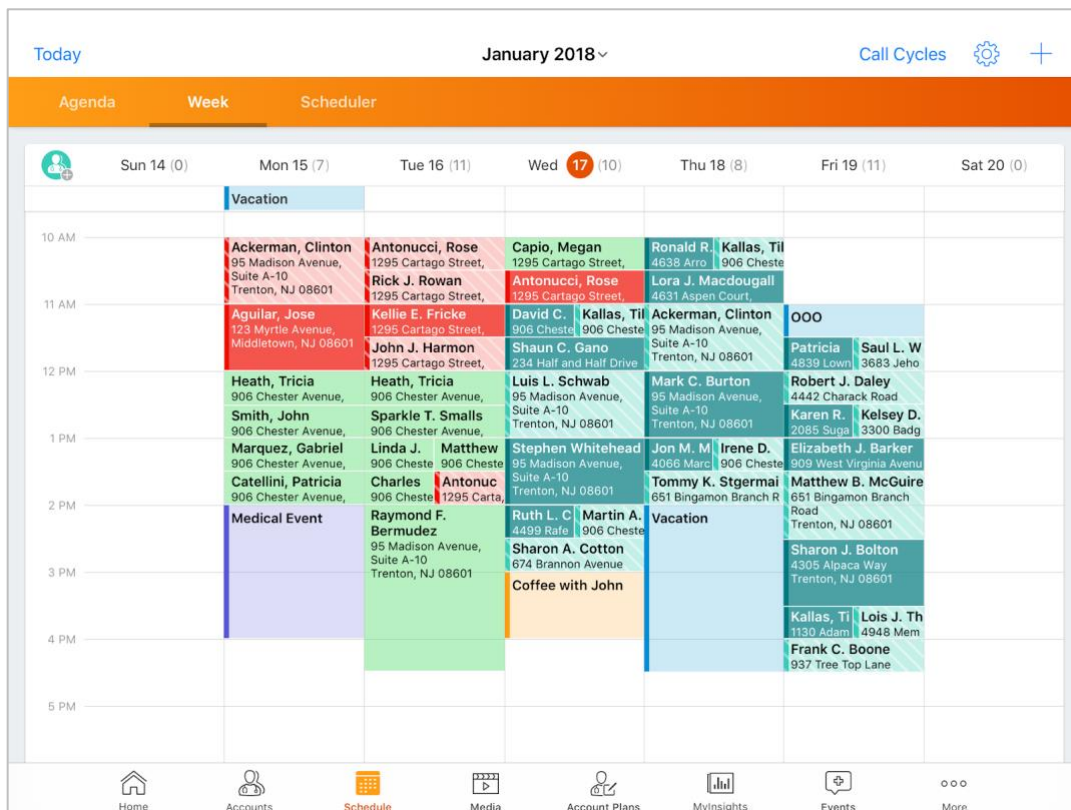 Today
January 2018
Call Cycles
Agenda
Week
Scheduler
Sun 14 (0)
Mon 15 (7)
Tue 16 (11)
Wed 17 (10)
Thu 18 (8)
Fri 19 (11)
Sat 20 (0)
Vacation
10 AM
11 AM
12 PM
1 PM
2 PM
3 PM
4 PM
5 PM
Ackerman, Clinton
95 Madison Avenue,
Suite A-10
Trenton, NJ 08601
Aguilar, Jose
123 Myrtle Avenue,
Middletown, NJ 08601
Heath, Tricia
906 Chester Avenue,
Smith, John
906 Chester Avenue,
Marquez, Gabriel
906 Chester Avenue,
Catellini, Patricia
906 Chester Avenue,
Medical Event
Antonucci, Rose
1295 Cartago Street,
Rick J. Rowan
1295 Cartago Street,
Kellie E. Fricke
1295 Cartago Street,
John J. Harmon
1295 Cartago Street,
Heath, Tricia
906 Chester Avenue,
Sparkle T. Smalls
906 Chester Avenue,
Linda J.
906 Cheste
Matthew
906 Cheste
Charles
906 Cheste
Antonuc
1295 Carta,
Raymond F.
Bermudez
95 Madison Avenue,
Suite A-10
Trenton, NJ 08601
Capio, Megan
1295 Cartago Street,
Antonucci, Rose
1295 Cartago Street,
David C.
906 Cheste
Kallas, Til
906 Cheste
Shaun C. Gano
234 Half and Half Drive
Luis L. Schwab
95 Madison Avenue,
Suite A-10
Trenton, NJ 08601
Stephen Whitehead
95 Madison Avenue,
Suite A-10
Trenton, NJ 08601
Ruth L. C
4499 Rafe
Martin A.
906 Cheste
Sharon A. Cotton
674 Brannon Avenue
Coffee with John
Ronald R.
4638 Arro
Kallas, Til
906 Cheste
Lora J. Macdougall
4631 Aspen Court,
Ackerman, Clinton
95 Madison Avenue,
Suite A-10
Trenton, NJ 08601
Mark C. Burton
95 Madison Avenue,
Suite A-10
Trenton, NJ 08601
Jon M. M
4066 Marc
Irene D.
906 Cheste
Tommy K. Stgermai
651 Bingamon Branch R
Vacation
OOO
Patricia
4839 Lown
Saul L. W
3683 Jeho
Robert J. Daley
4442 Charack Road
Karen R.
2085 Suga
Kelsey D.
3300 Badg
Elizabeth J. Barker
909 West Virginia Avenu
Matthew B. McGuire
651 Bingamon Branch
Road
Trenton, NJ 08601
Sharon J. Bolton
4305 Alpaca Way
Trenton, NJ 08601
Kallas, Ti
1130 Adam
Lois J. Th
4948 Mem
Frank C. Boone
937 Tree Top Lane
Home
Accounts
Schedule
Media
Account Plans
MyInsights
Events
More